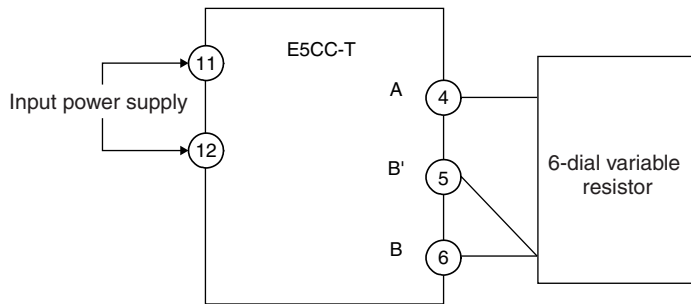 E5CC-T
11
Input power supply
12
A
4
B'
5
B
6
6-dial variable
resistor